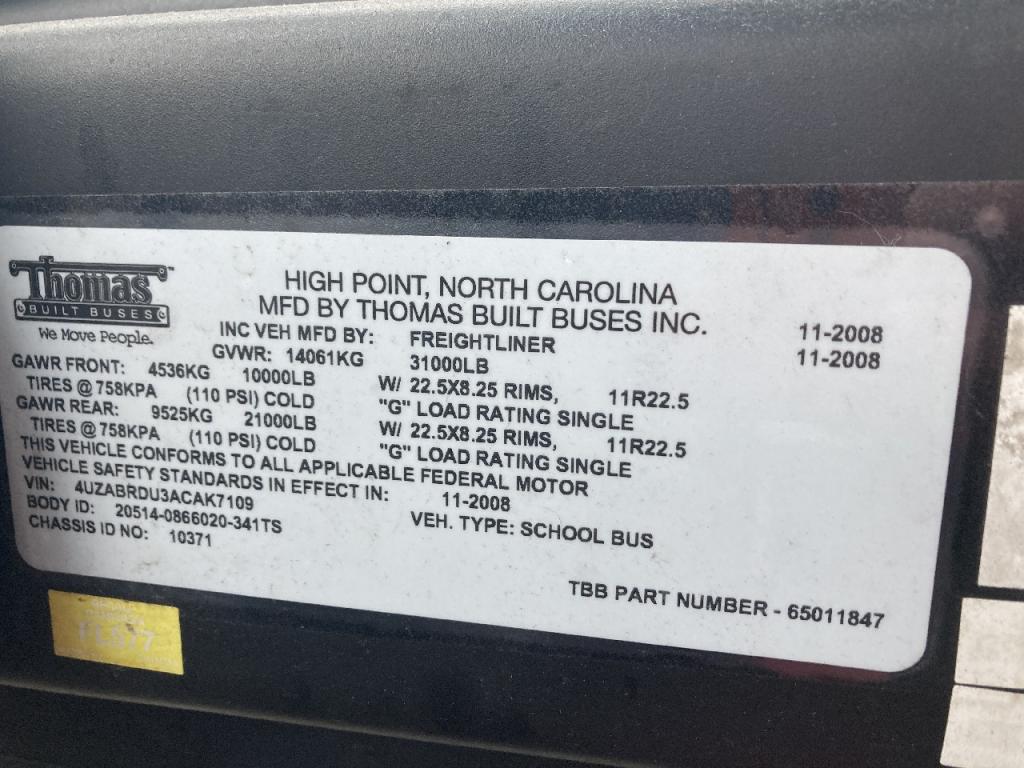 Thomas™
BUILT BUSES
We Move People.
HIGH POINT, NORTH CAROLINA
MFD BY THOMAS BUILT BUSES INC. 11-2008
INC VEH MFD BY: FREIGHTLINER 11-2008
GVWR: 14061KG 31000LB
GAWR FRONT: 4536KG 10000LB W/ 22.5X8.25 RIMS, 11R22.5
TIRES @ 758KPA (110 PSI) COLD "G" LOAD RATING SINGLE
GAWR REAR: 9525KG 21000LB W/ 22.5X8.25 RIMS, 11R22.5
TIRES @ 758KPA (110 PSI) COLD "G" LOAD RATING SINGLE
THIS VEHICLE CONFORMS TO ALL APPLICABLE FEDERAL MOTOR
VEHICLE SAFETY STANDARDS IN EFFECT IN: 11-2008
VIN: 4UZABRDU3ACAK7109
BODY ID: 20514-0866020-341TS VEH. TYPE: SCHOOL BUS
CHASSIS ID NO: 10371
TBB PART NUMBER - 65011847